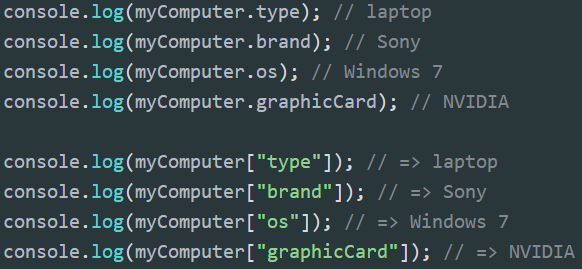 console.log(myComputer.type); // laptop
console.log(myComputer.brand); // Sony
console.log(myComputer.os); // Windows 7
console.log(myComputer.graphicCard); // NVIDIA
console.log(myComputer["type"]); // => laptop
console.log(myComputer["brand"]); // => Sony
console.log(myComputer["os"]); // => Windows 7
console.log(myComputer["graphicCard"]); // => NVIDIA